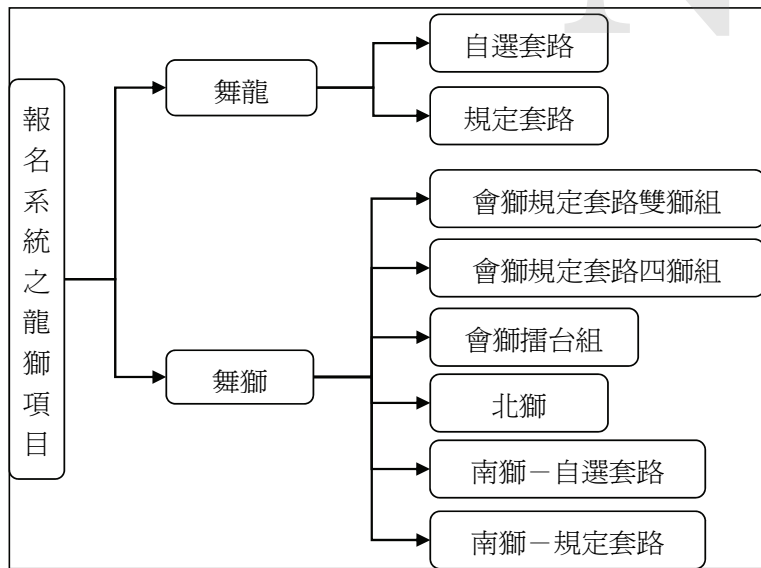 報名系統之龍獅項目
舞龍
自選套路
規定套路
舞獅
會獅規定套路雙獅組
會獅規定套路四獅組
會獅擂台組
北獅
南獅－自選套路
南獅－規定套路